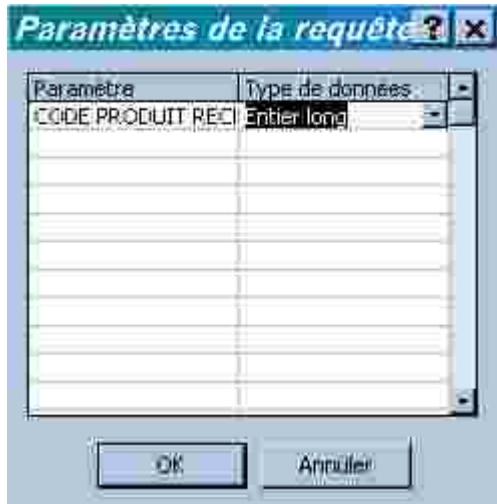 Paramètres de la requête
Paramètre Type de données
CODE PRODUIT RECI Entier long
OK Annuler